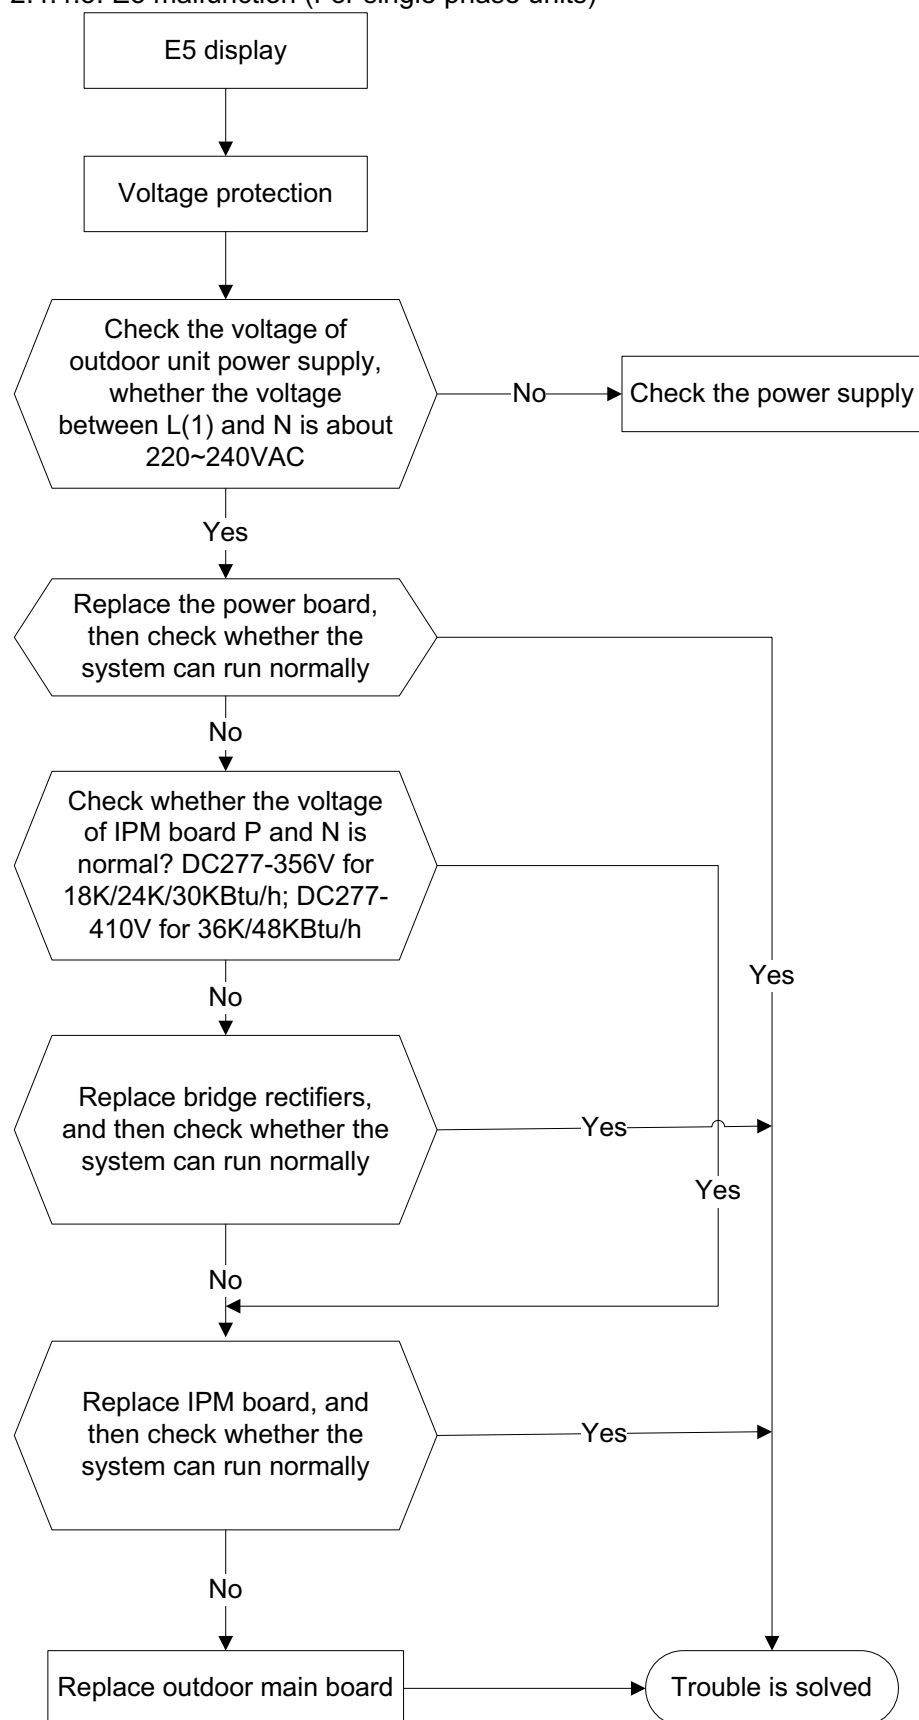 E5 display
Voltage protection
Check the voltage of
outdoor unit power supply,
whether the voltage
between L(1) and N is about
220~240VAC
No
Check the power supply
Yes
Replace the power board,
then check whether the
system can run normally
No
Check whether the voltage
of IPM board P and N is
normal? DC277-356V for
18K/24K/30KBtu/h; DC277-
410V for 36K/48KBtu/h
Yes
No
Replace bridge rectifiers,
and then check whether the
system can run normally
Yes
Yes
No
Replace IPM board, and
then check whether the
system can run normally
Yes
No
Replace outdoor main board
Trouble is solved